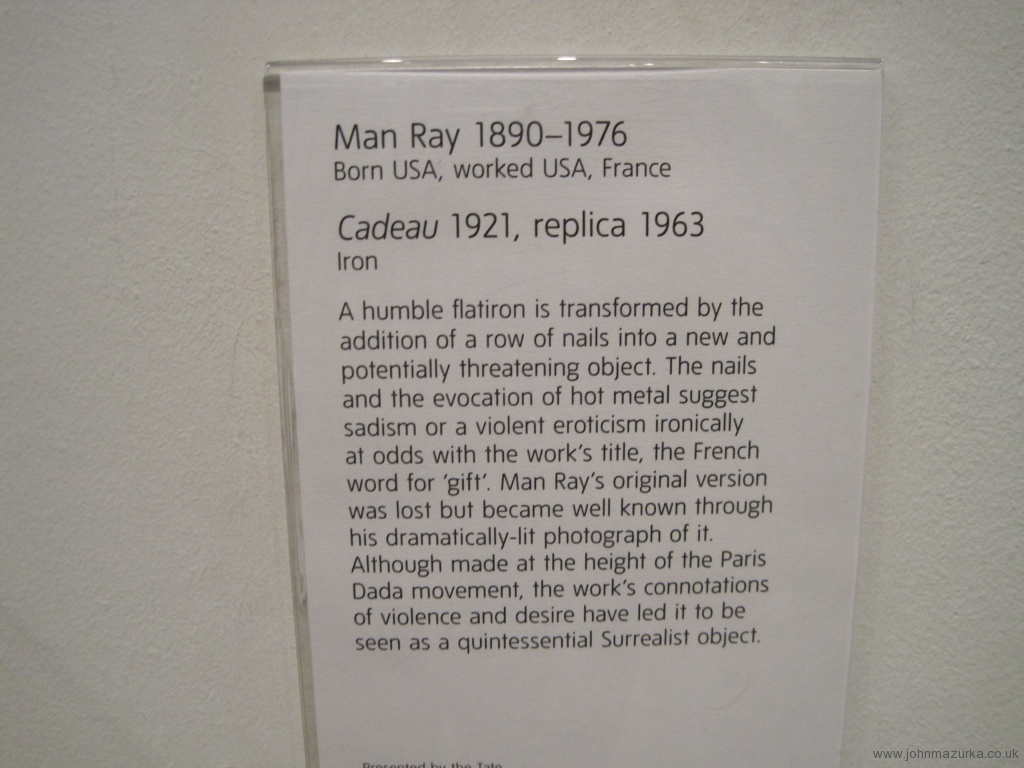 Man Ray 1890–1976
Born USA, worked USA, France
Cadeau 1921, replica 1963
Iron
A humble flatiron is transformed by the
addition of a row of nails into a new and
potentially threatening object. The nails
and the evocation of hot metal suggest
sadism or a violent eroticism ironically
at odds with the work's title, the French
word for 'gift'. Man Ray's original version
was lost but became well known through
his dramatically-lit photograph of it.
Although made at the height of the Paris
Dada movement, the work's connotations
of violence and desire have led it to be
seen as a quintessential Surrealist object.
Presented by the Tate
www.johnmazurka.co.uk